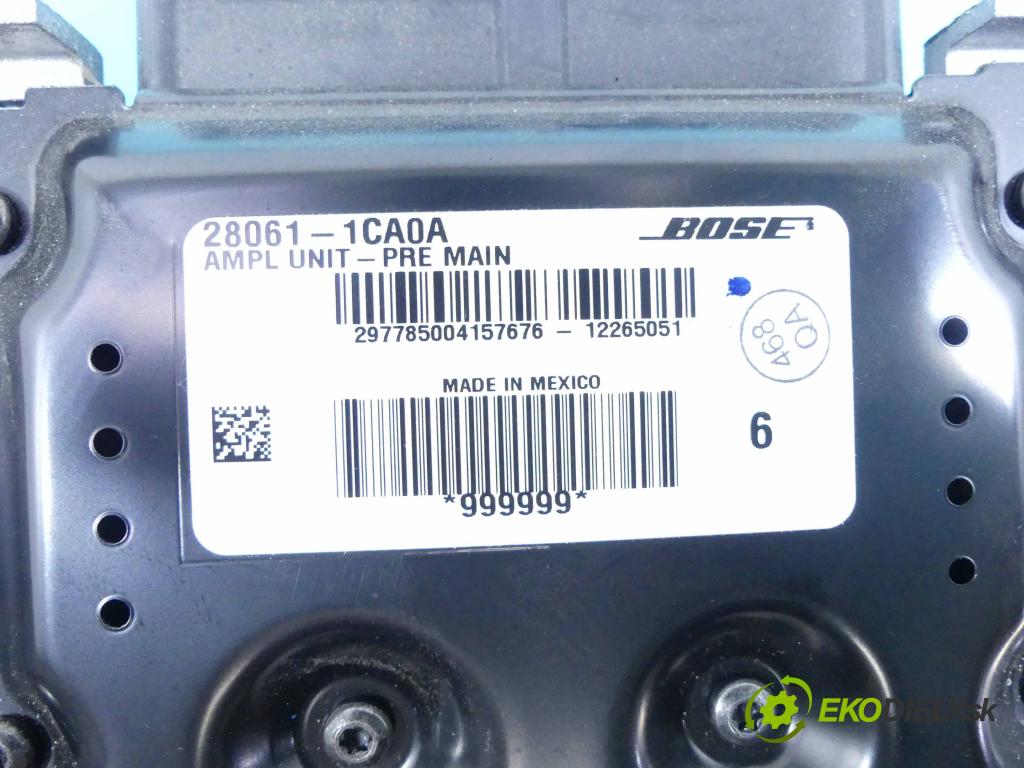 28061-1CA0A
BOSE
AMPL UNIT-PRE MAIN
297785004157676-12265051
468
QA
MADE IN MEXICO
6
*999999*
EKODIELY.sk